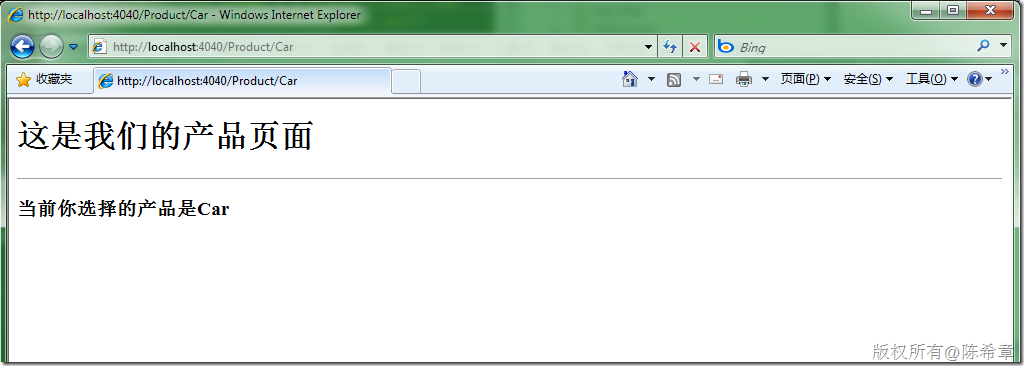 http://localhost:4040/Product/Car - Windows Internet Explorer
http://localhost:4040/Product/Car
Bing
收藏夹
http://localhost:4040/Product/Car
页面(P)
安全(S)
工具(O)
这是我们的产品页面
当前你选择的产品是Car
版权所有@陈希章